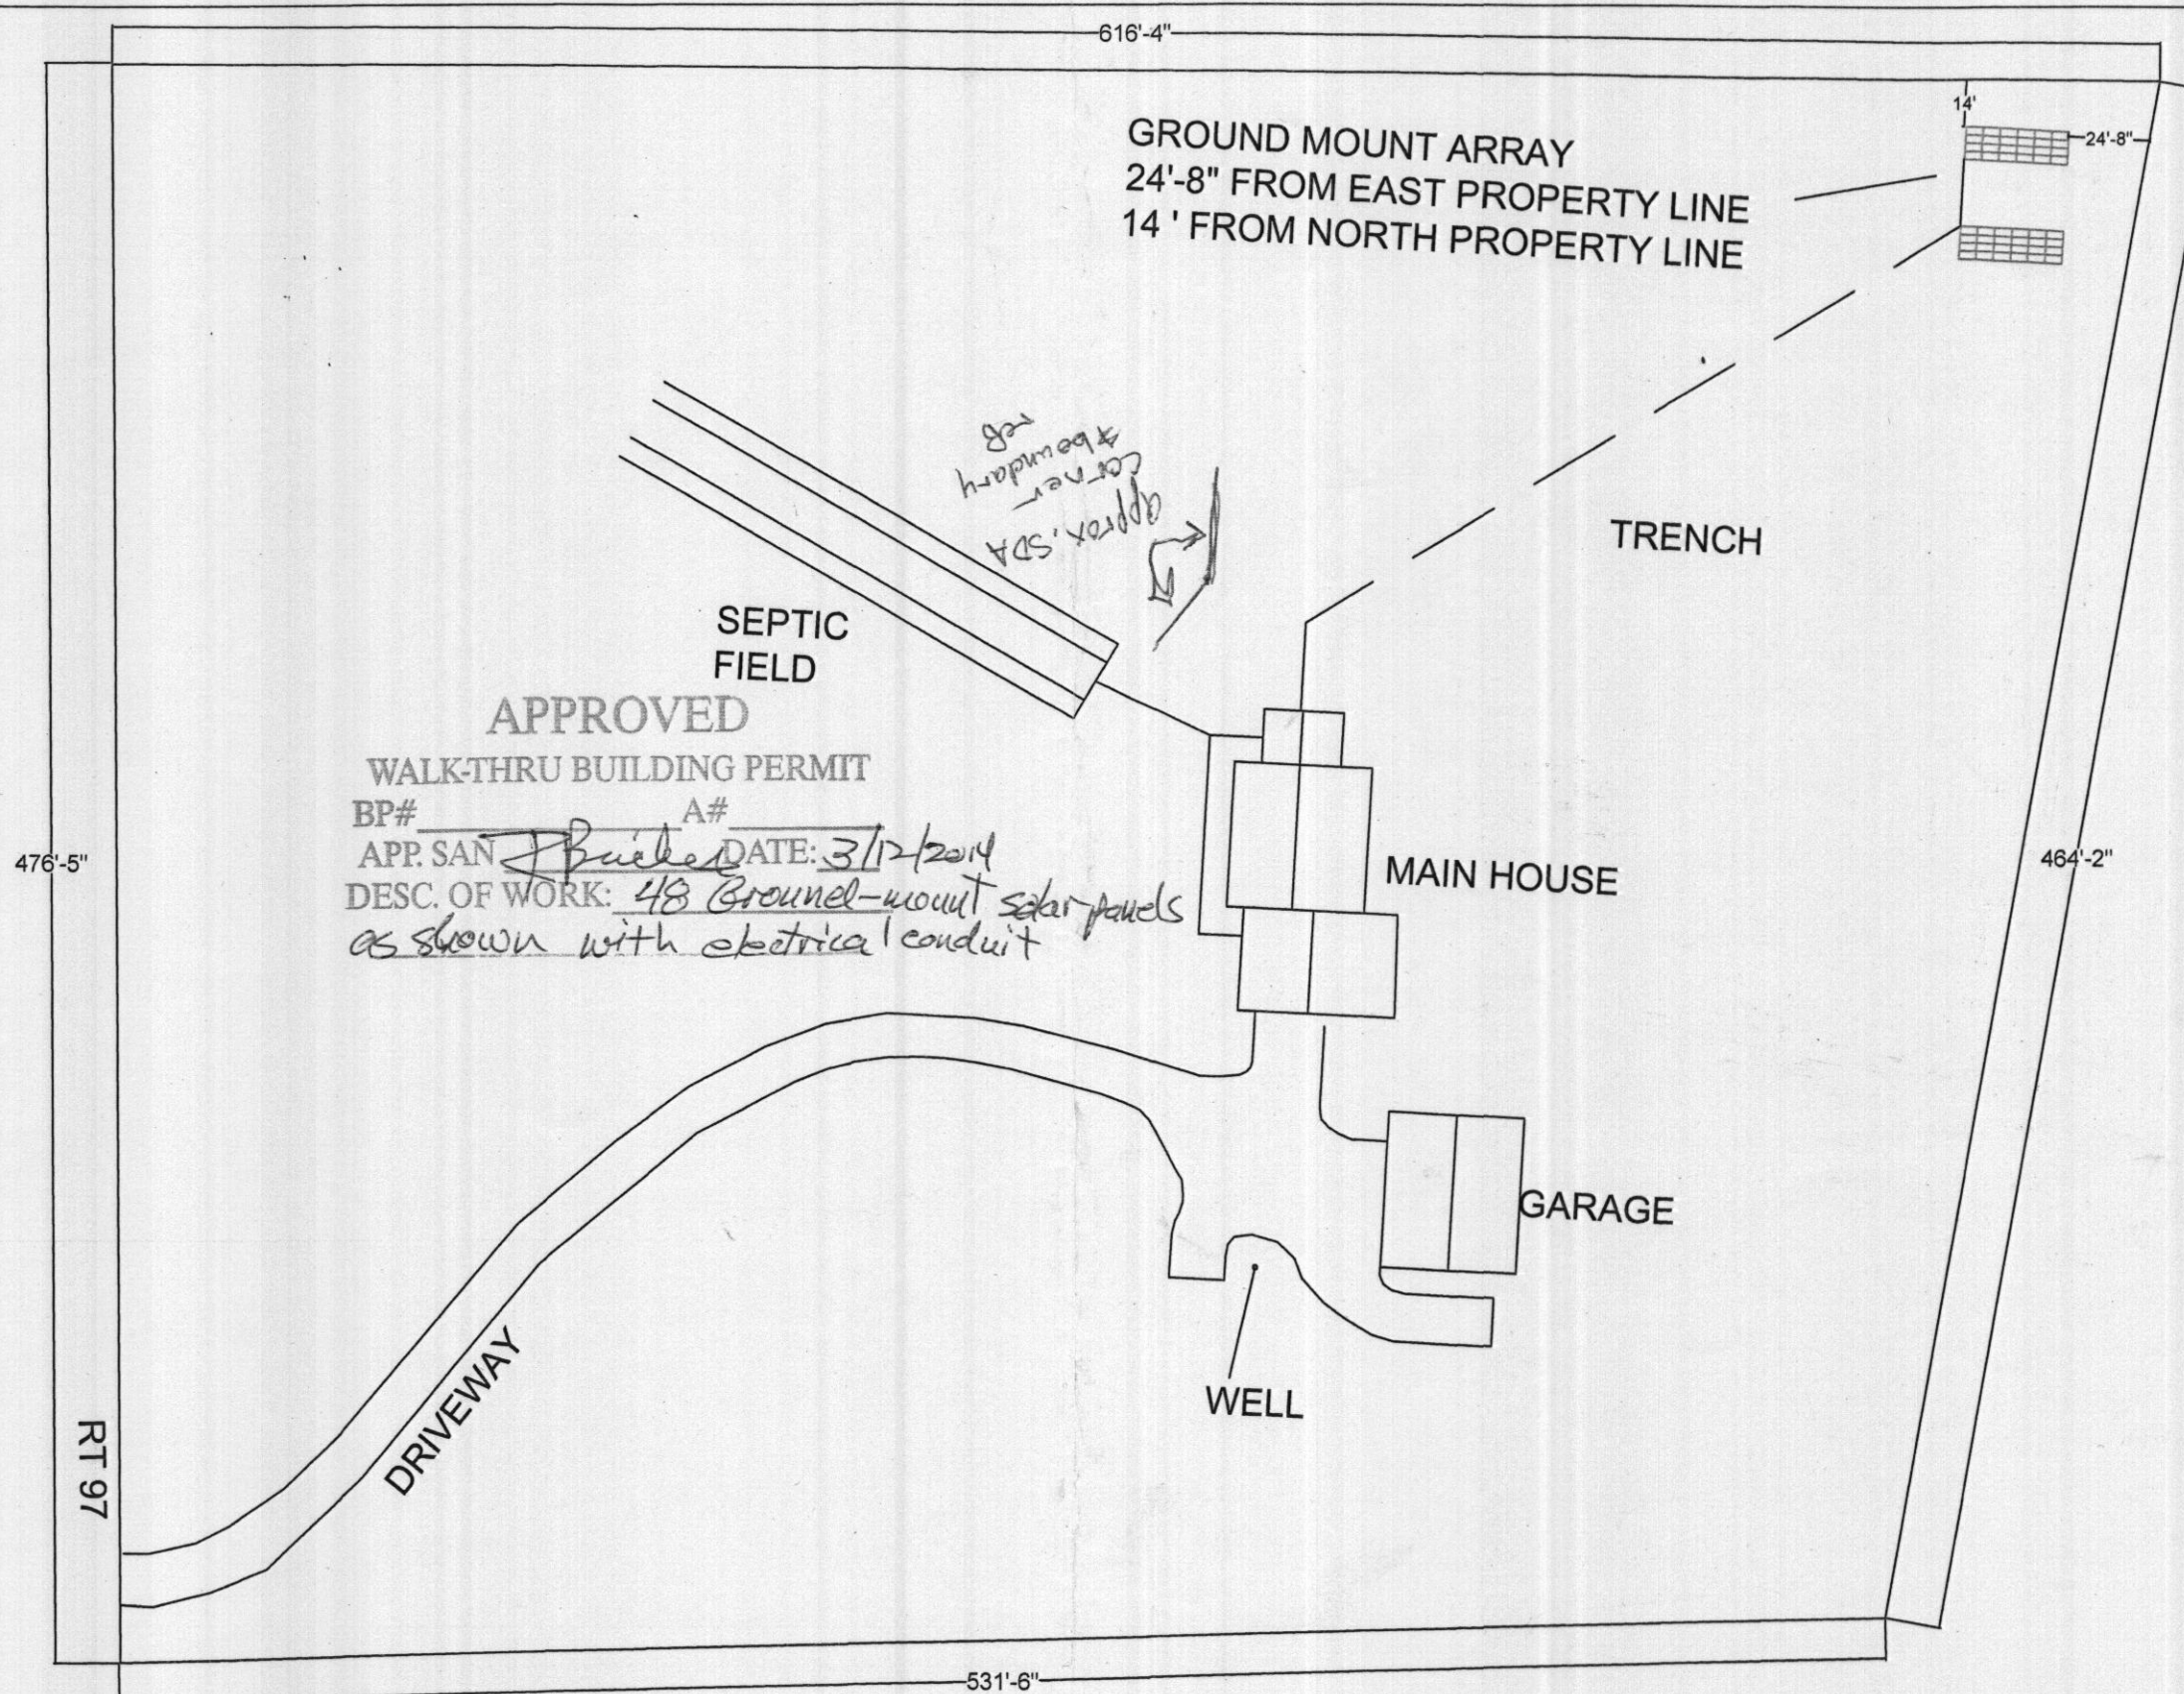 616'-4"
14'
24'-8"
GROUND MOUNT ARRAY
24'-8" FROM EAST PROPERTY LINE
14 ' FROM NORTH PROPERTY LINE
approx. SDA
corner
& boundary
TRENCH
SEPTIC
FIELD
APPROVED
WALK-THRU BUILDING PERMIT
BP# A#
APP. SAN DATE: 3/12/2014
DESC. OF WORK: 48 Ground-mount solar panels
as shown with electrical conduit
476'-5"
464'-2"
MAIN HOUSE
GARAGE
WELL
DRIVEWAY
RT 97
531'-6"